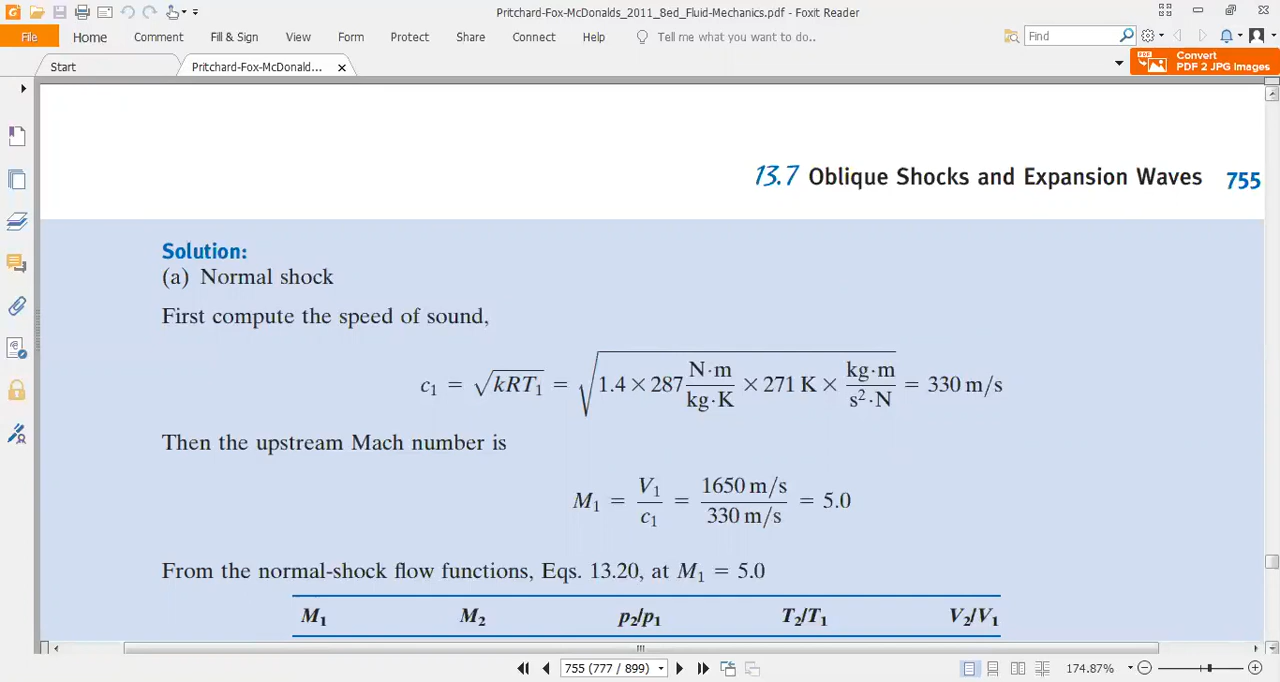 Pritchard-Fox-McDonalds_2011_8ed_Fluid-Mechanics.pdf - Foxit Reader
File Home Comment Fill & Sign View Form Protect Share Connect Help Tell me what you want to do.. Find
Start Pritchard-Fox-McDonald... Convert
PDF 2 JPG Images
13.7 Oblique Shocks and Expansion Waves 755
Solution:
(a) Normal shock
First compute the speed of sound,
c₁ = √kRT₁ = √1.4 × 287 N·m/kg·K × 271 K × kg·m/s²·N = 330 m/s
Then the upstream Mach number is
M₁ = V₁/c₁ = 1650 m/s / 330 m/s = 5.0
From the normal-shock flow functions, Eqs. 13.20, at M₁ = 5.0
M₁ M₂ p₂/p₁ T₂/T₁ V₂/V₁
755 (777 / 899) 174.87%